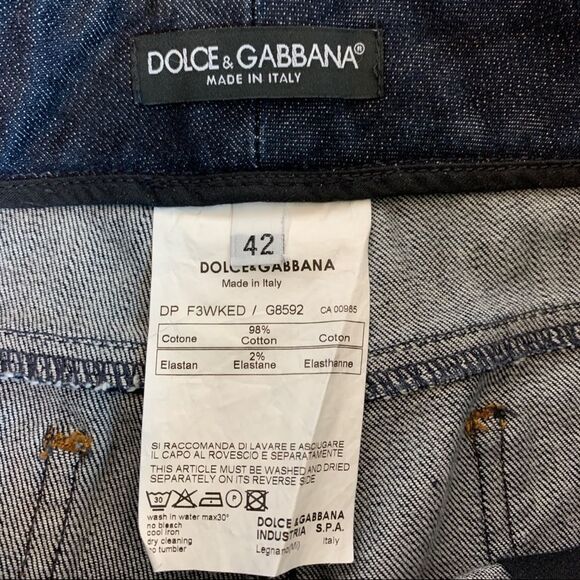 DOLCE & GABBANA®
MADE IN ITALY
42
DOLCE & GABBANA
Made in Italy
DP F3WKED / G8592 CA 00985
98%
Cotone Cotton Coton
2%
Elastan Elastane Elasthanne
SI RACCOMANDA DI LAVARE E ASCIUGARE
IL CAPO AL ROVESCIO E SEPARATAMENTE
THIS ARTICLE MUST BE WASHED AND DRIED
SEPARATELY ON ITS REVERSE SIDE
30 P
wash in water max30°
no bleach
cool iron
dry cleaning
no tumbler
DOLCE & GABBANA
INDUSTRIA S.P.A.
Legnano(Mi) Italy